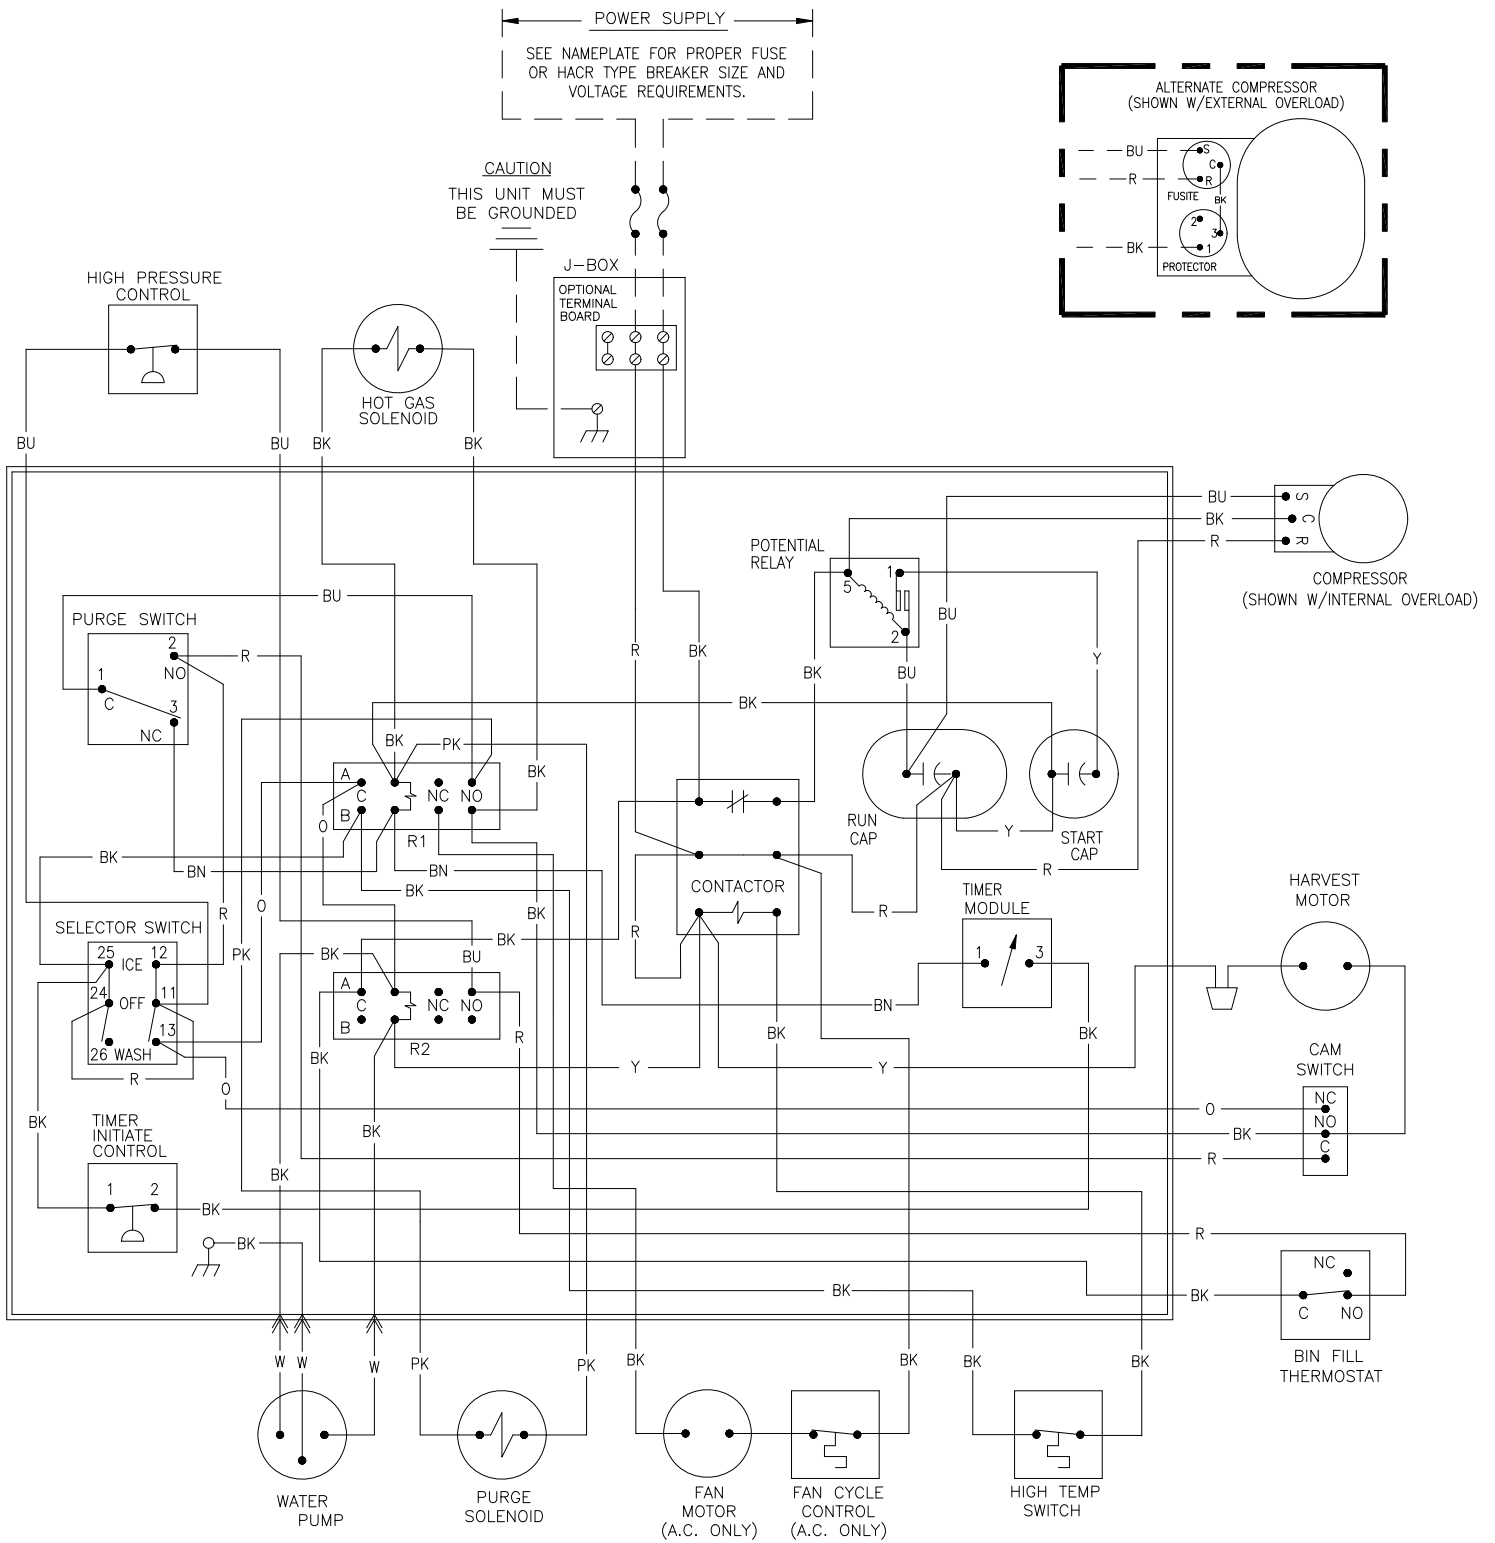 POWER SUPPLY
SEE NAMEPLATE FOR PROPER FUSE
OR HACR TYPE BREAKER SIZE AND
VOLTAGE REQUIREMENTS.
ALTERNATE COMPRESSOR
(SHOWN W/EXTERNAL OVERLOAD)
BU
S
C
R
R
FUSITE
BK
2
3
BK
1
PROTECTOR
CAUTION
THIS UNIT MUST
BE GROUNDED
J-BOX
OPTIONAL
TERMINAL
BOARD
HIGH PRESSURE
CONTROL
HOT GAS
SOLENOID
BU
BU
BK
BK
BU
S
BK
C
R
R
COMPRESSOR
(SHOWN W/INTERNAL OVERLOAD)
POTENTIAL
RELAY
5
1
2
BU
PURGE SWITCH
2
NO
1
C
3
NC
R
R
BK
BK
BU
BU
Y
BK
BK
PK
BK
A
C
NC
NO
B
R1
O
RUN
CAP
Y
START
CAP
BK
BN
BN
BK
R
CONTACTOR
TIMER
MODULE
1
3
HARVEST
MOTOR
R
O
BK
R
R
SELECTOR SWITCH
25
ICE
12
24
OFF
11
13
26
WASH
R
PK
BK
BK
BU
A
C
NC
NO
B
R2
R
BK
BN
BK
BK
Y
Y
O
CAM
SWITCH
NC
NO
C
O
BK
R
BK
TIMER
INITIATE
CONTROL
1
2
BK
BK
BK
BK
R
BK
BK
NC
C
NO
BIN FILL
THERMOSTAT
W
W
W
PK
PK
BK
BK
BK
BK
WATER
PUMP
PURGE
SOLENOID
FAN
MOTOR
(A.C. ONLY)
FAN CYCLE
CONTROL
(A.C. ONLY)
HIGH TEMP
SWITCH